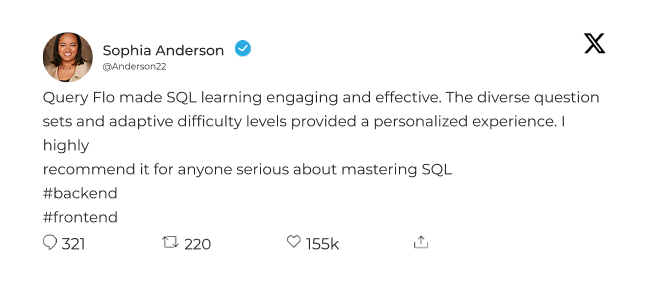 Sophia Anderson
@Anderson22
Query Flo made SQL learning engaging and effective. The diverse question
sets and adaptive difficulty levels provided a personalized experience. I
highly
recommend it for anyone serious about mastering SQL
#backend
#frontend
321 220 155k